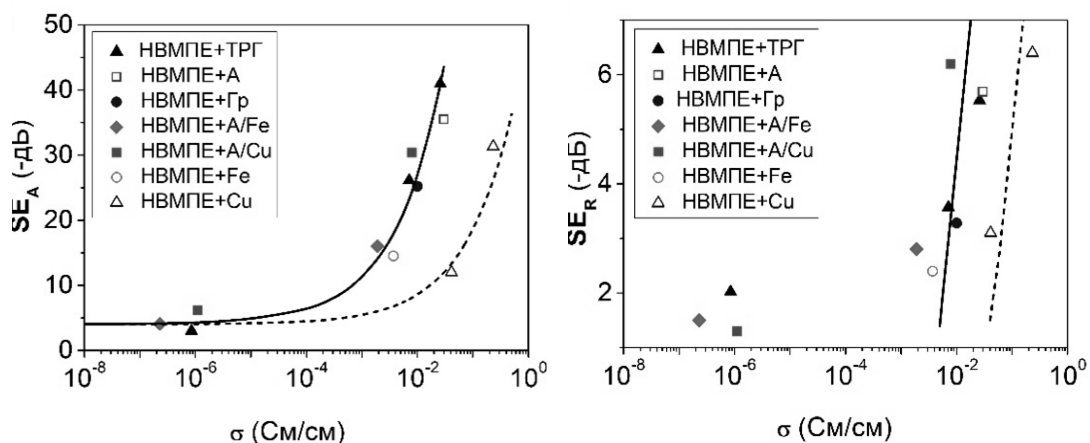 50
40
30
20
10
0
SE_A (-дБ)
НВМПЕ+ТРГ
НВМПЕ+А
НВМПЕ+Гр
НВМПЕ+А/Fe
НВМПЕ+А/Cu
НВМПЕ+Fe
НВМПЕ+Cu
10⁻⁸ 10⁻⁶ 10⁻⁴ 10⁻² 10⁰
σ (См/см)
6
4
2
SE_R (-дБ)
НВМПЕ+ТРГ
НВМПЕ+А
НВМПЕ+Гр
НВМПЕ+А/Fe
НВМПЕ+А/Cu
НВМПЕ+Fe
НВМПЕ+Cu
10⁻⁸ 10⁻⁶ 10⁻⁴ 10⁻² 10⁰
σ (См/см)